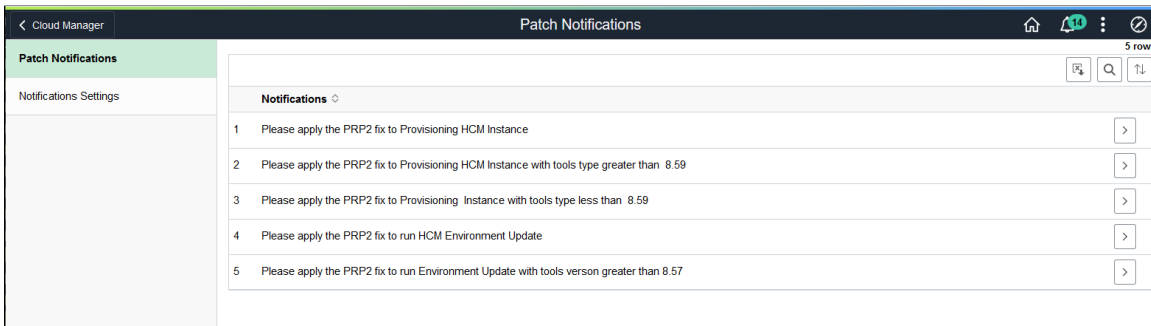 Cloud Manager
Patch Notifications
14
5 row
Patch Notifications
Notifications Settings
Notifications
1 Please apply the PRP2 fix to Provisioning HCM Instance
2 Please apply the PRP2 fix to Provisioning HCM Instance with tools type greater than 8.59
3 Please apply the PRP2 fix to Provisioning Instance with tools type less than 8.59
4 Please apply the PRP2 fix to run HCM Environment Update
5 Please apply the PRP2 fix to run Environment Update with tools verson greater than 8.57